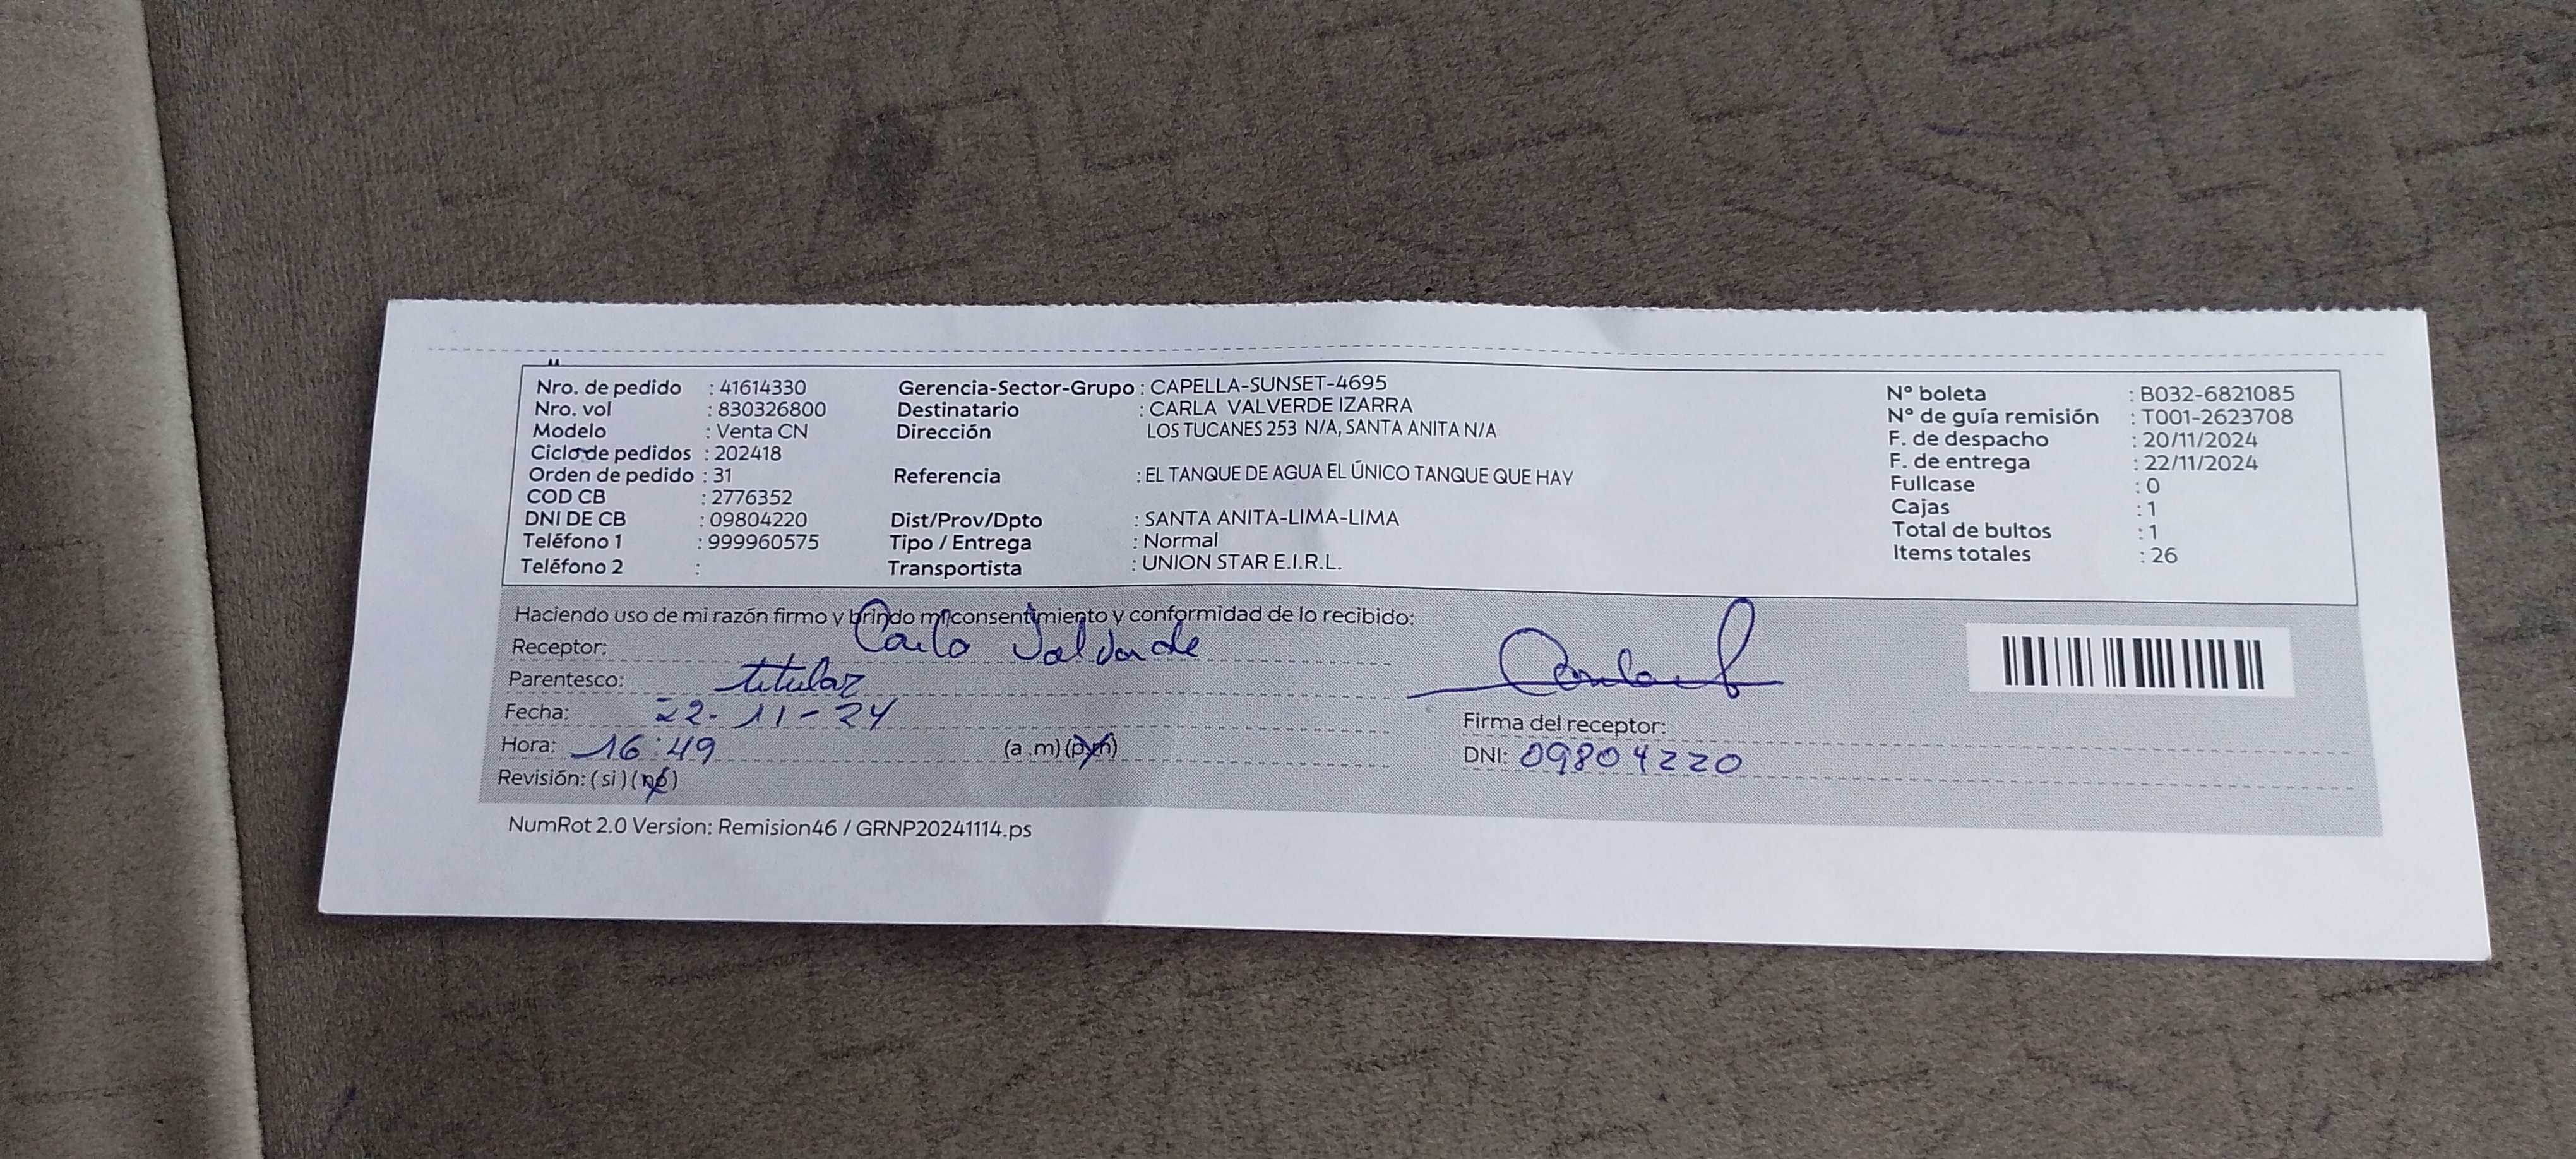 Nro. de pedido : 41614330 Gerencia-Sector-Grupo : CAPELLA-SUNSET-4695 N° boleta : B032-6821085
Nro. vol : 830326800 Destinatario : CARLA VALVERDE IZARRA N° de guía remisión : T001-2623708
Modelo : Venta CN Dirección LOS TUCANES 253 N/A, SANTA ANITA N/A F. de despacho : 20/11/2024
Ciclo de pedidos : 202418 F. de entrega : 22/11/2024
Orden de pedido : 31 Referencia : EL TANQUE DE AGUA EL ÚNICO TANQUE QUE HAY Fullcase : 0
COD CB : 2776352 Cajas : 1
DNI DE CB : 09804220 Dist/Prov/Dpto : SANTA ANITA-LIMA-LIMA Total de bultos : 1
Teléfono 1 : 999960575 Tipo / Entrega : Normal Items totales : 26
Teléfono 2 : Transportista : UNION STAR E.I.R.L.
Haciendo uso de mi razón firmo y brindo mi consentimiento y conformidad de lo recibido:
Receptor: Carla Valverde
Parentesco: titular
Fecha: 22-11-24 Firma del receptor:
Hora: 16:49 (a .m) (p.m) DNI: 09804220
Revisión: ( si ) ( no )
NumRot 2.0 Version: Remision46 / GRNP20241114.ps